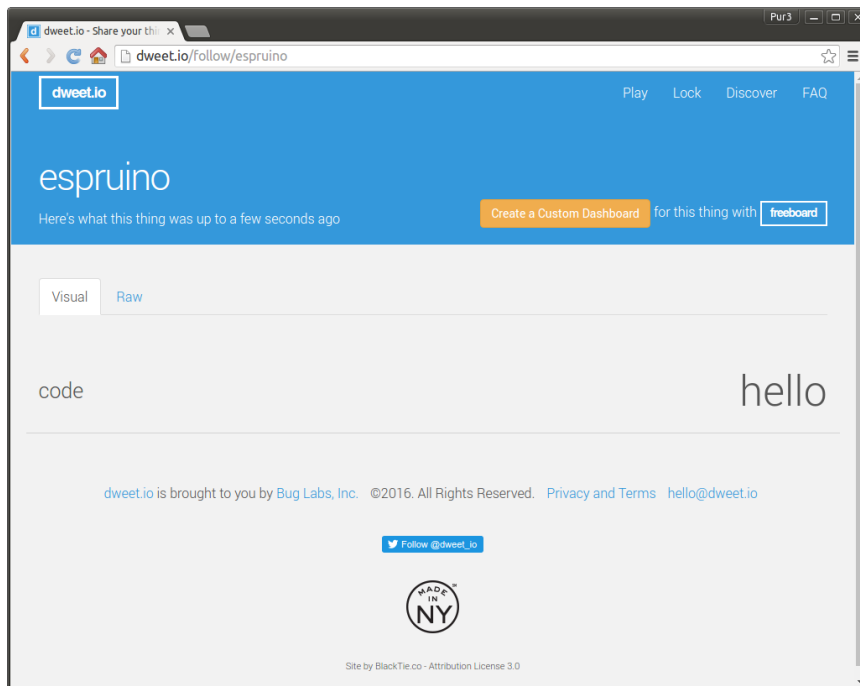 Pur3
dweet.io - Share your thin
dweet.io/follow/espruino
dweet.io Play Lock Discover FAQ
espruino
Here's what this thing was up to a few seconds ago Create a Custom Dashboard for this thing with freeboard
Visual Raw
code hello
dweet.io is brought to you by Bug Labs, Inc. ©2016. All Rights Reserved. Privacy and Terms hello@dweet.io
Follow @dweet_io
MADE
IN
NY
Site by BlackTie.co - Attribution License 3.0